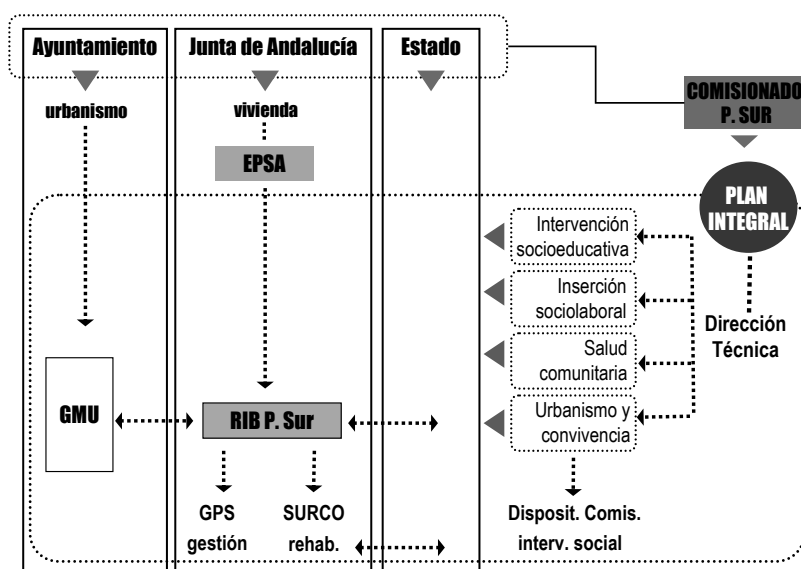 Ayuntamiento
Junta de Andalucía
Estado
urbanismo
vivienda
EPSA
COMISIONADO
P. SUR
PLAN
INTEGRAL
Intervención
socioeducativa
Inserción
sociolaboral
Salud
comunitaria
Urbanismo y
convivencia
Dirección
Técnica
GMU
RIB P. Sur
GPS
gestión
SURCO
rehab.
Disposit. Comis.
interv. social